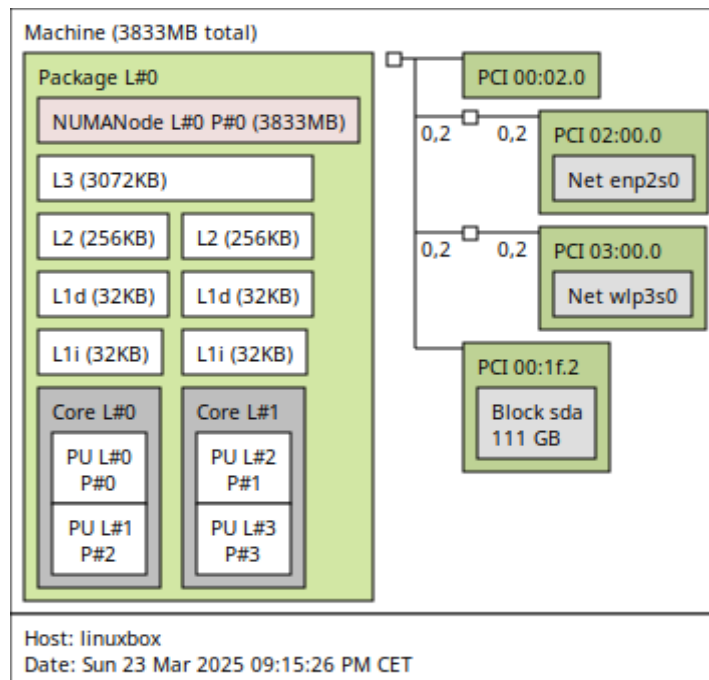 Machine (3833MB total)
Package L#0
NUMANode L#0 P#0 (3833MB)
L3 (3072KB)
L2 (256KB) L2 (256KB)
L1d (32KB) L1d (32KB)
L1i (32KB) L1i (32KB)
Core L#0 Core L#1
PU L#0 PU L#2
P#0 P#1
PU L#1 PU L#3
P#2 P#3
PCI 00:02.0
0,2 0,2 PCI 02:00.0
Net enp2s0
0,2 0,2 PCI 03:00.0
Net wlp3s0
PCI 00:1f.2
Block sda
111 GB
Host: linuxbox
Date: Sun 23 Mar 2025 09:15:26 PM CET